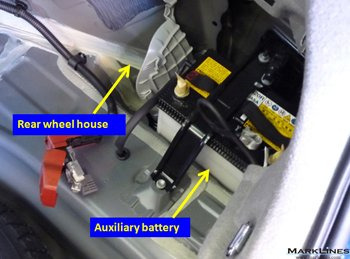 Rear wheel house
Auxiliary battery
MARKLINES